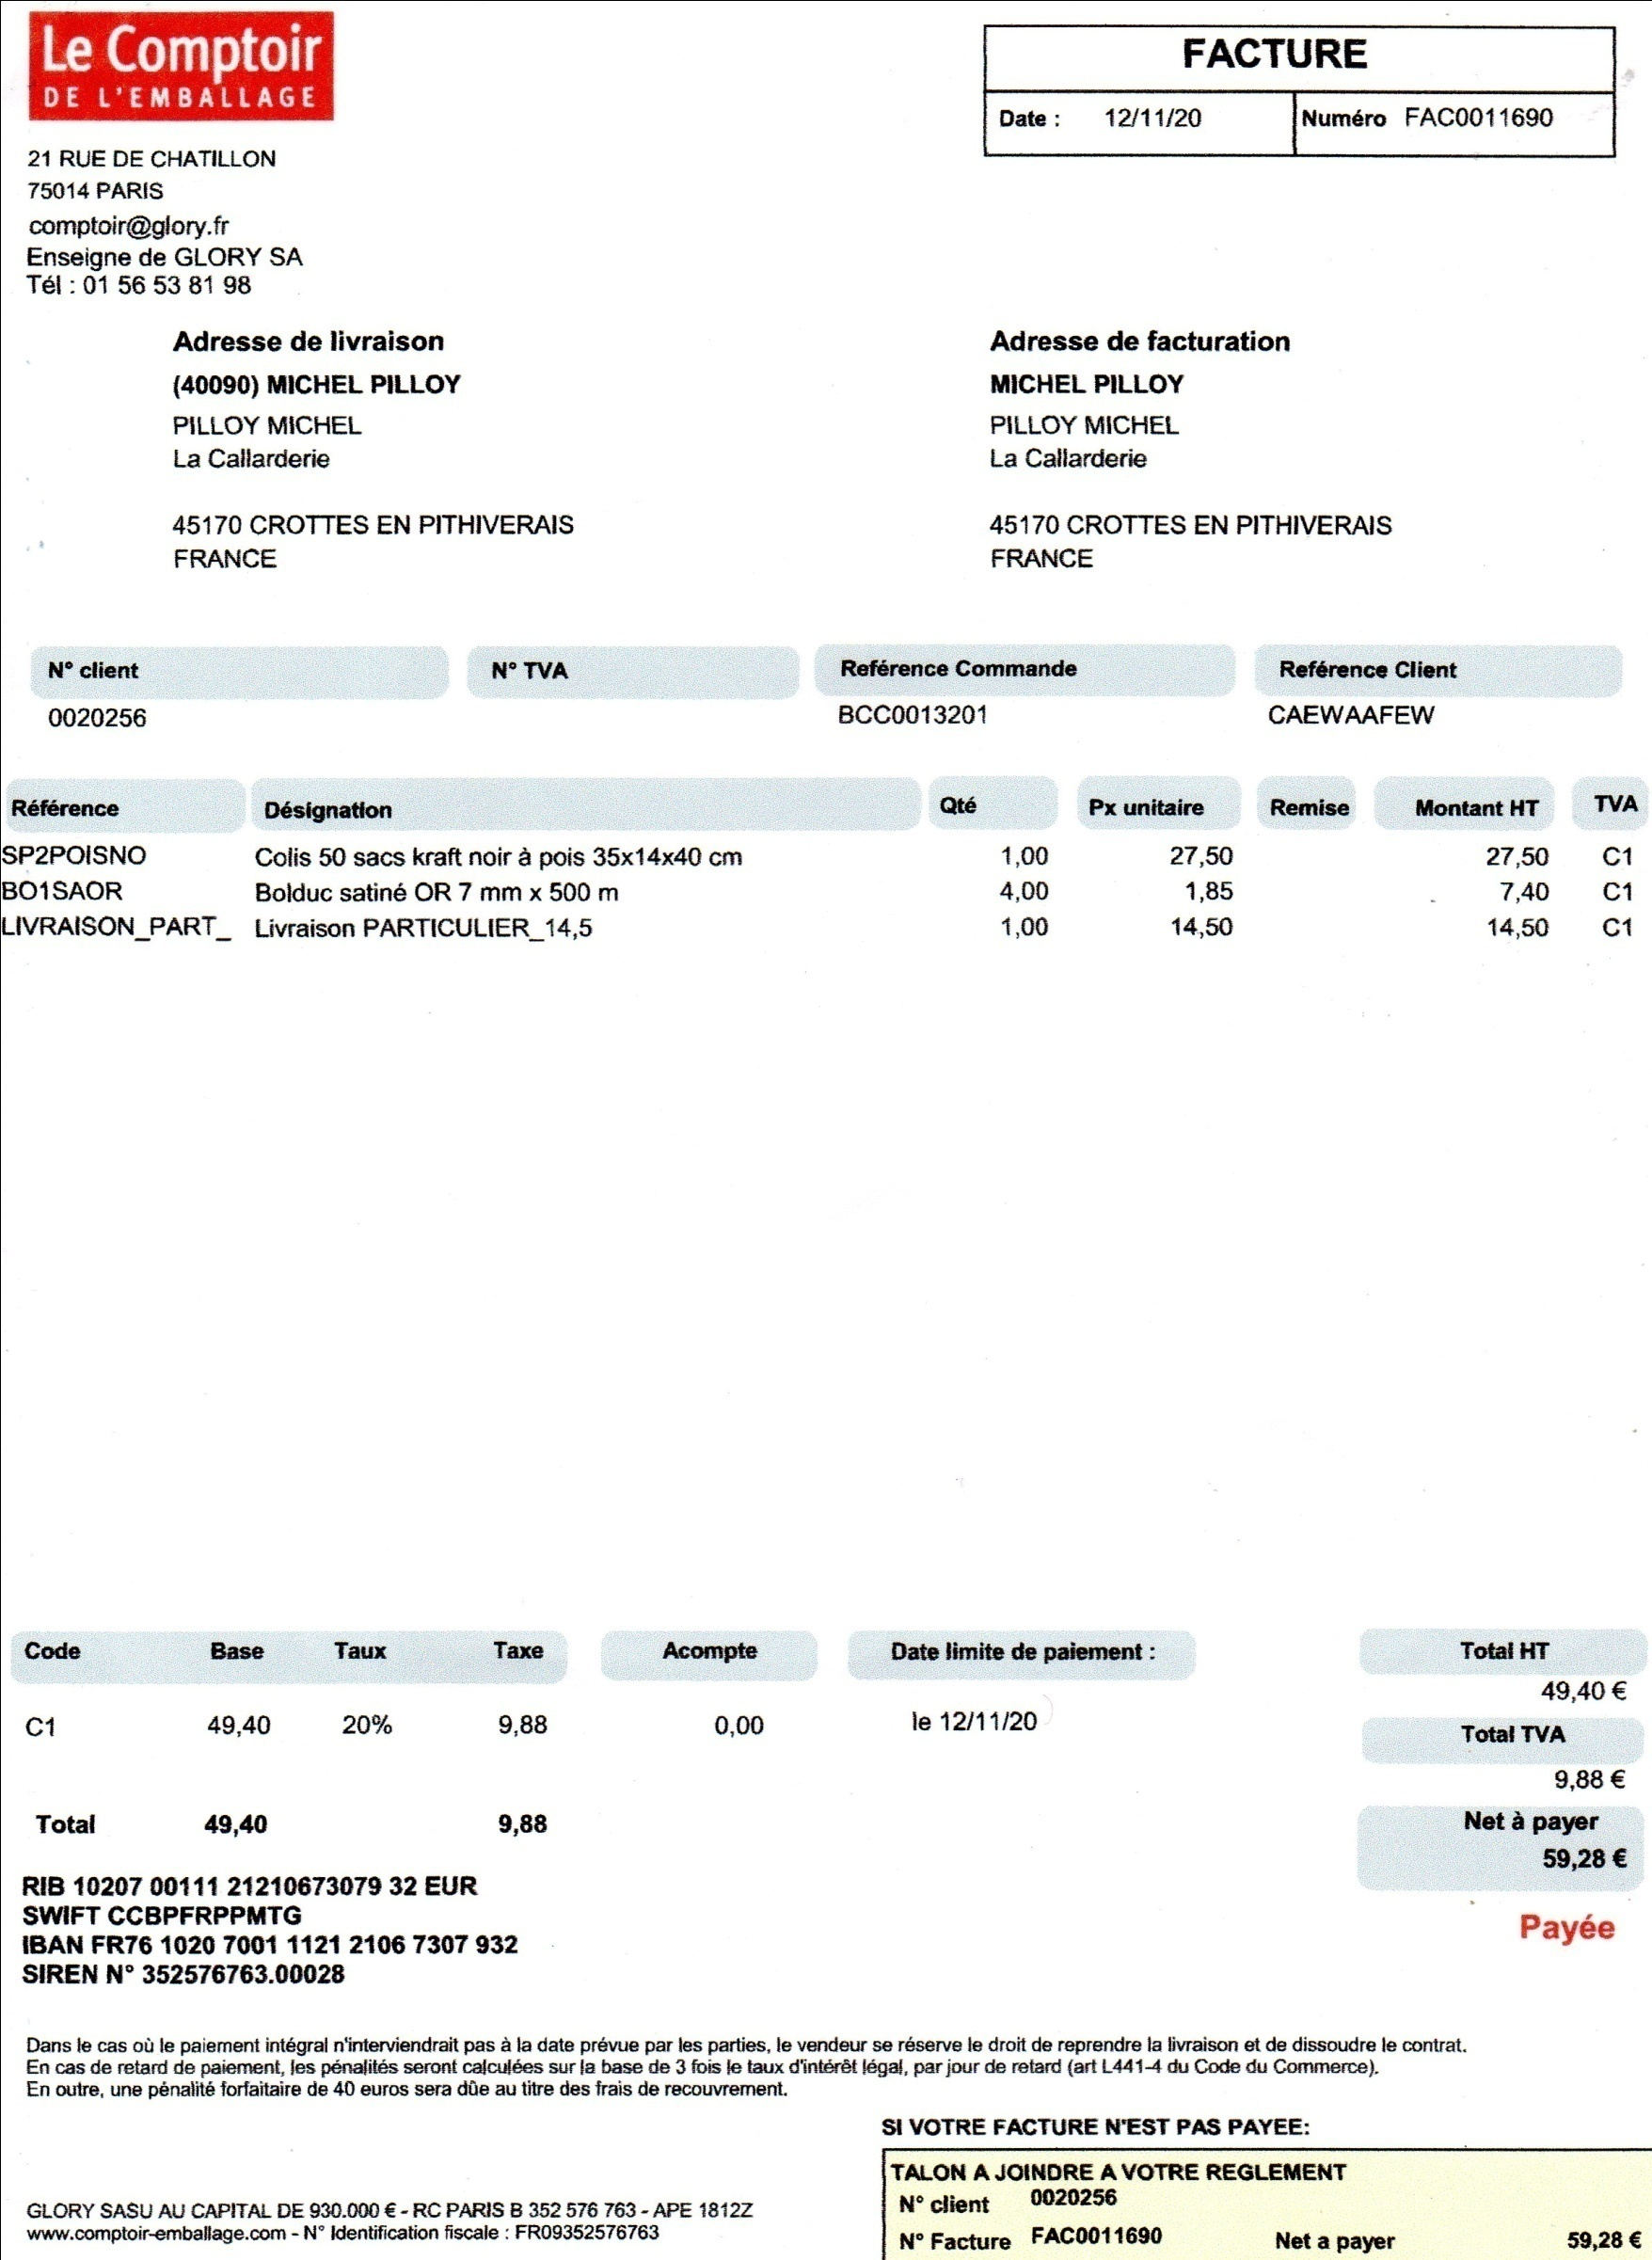 Le Comptoir
DE L'EMBALLAGE
FACTURE
Date : 12/11/20 Numéro FAC0011690
21 RUE DE CHATILLON
75014 PARIS
comptoir@glory.fr
Enseigne de GLORY SA
Tél : 01 56 53 81 98
Adresse de livraison
(40090) MICHEL PILLOY
PILLOY MICHEL
La Callarderie
45170 CROTTES EN PITHIVERAIS
FRANCE
Adresse de facturation
MICHEL PILLOY
PILLOY MICHEL
La Callarderie
45170 CROTTES EN PITHIVERAIS
FRANCE
N° client N° TVA Reférence Commande Reférence Client
0020256 BCC0013201 CAEWAAFEW
Référence Désignation Qté Px unitaire Remise Montant HT TVA
SP2POISNO Colis 50 sacs kraft noir à pois 35x14x40 cm 1,00 27,50 27,50 C1
BO1SAOR Bolduc satiné OR 7 mm x 500 m 4,00 1,85 7,40 C1
LIVRAISON_PART_ Livraison PARTICULIER_14,5 1,00 14,50 14,50 C1
Code Base Taux Taxe Acompte Date limite de paiement : Total HT
49,40 €
C1 49,40 20% 9,88 0,00 le 12/11/20
Total TVA
9,88 €
Total 49,40 9,88
Net à payer
59,28 €
Payée
RIB 10207 00111 21210673079 32 EUR
SWIFT CCBPFRPPMTG
IBAN FR76 1020 7001 1121 2106 7307 932
SIREN N° 352576763.00028
Dans le cas où le paiement intégral n'interviendrait pas à la date prévue par les parties, le vendeur se réserve le droit de reprendre la livraison et de dissoudre le contrat.
En cas de retard de paiement, les pénalités seront calculées sur la base de 3 fois le taux d'intérêt légal, par jour de retard (art L441-4 du Code du Commerce).
En outre, une pénalité forfaitaire de 40 euros sera dûe au titre des frais de recouvrement.
SI VOTRE FACTURE N'EST PAS PAYEE:
TALON A JOINDRE A VOTRE REGLEMENT
N° client 0020256
N° Facture FAC0011690 Net a payer 59,28 €
GLORY SASU AU CAPITAL DE 930.000 € - RC PARIS B 352 576 763 - APE 1812Z
www.comptoir-emballage.com - N° Identification fiscale : FR09352576763